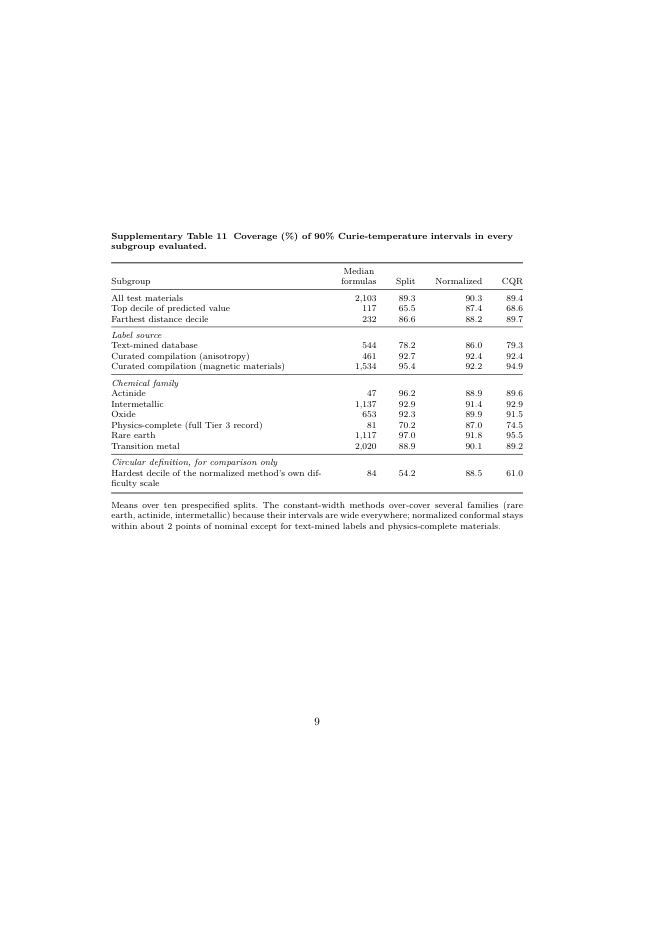 Supplementary Table 11 Coverage (%) of 90% Curie-temperature intervals in every
subgroup evaluated.
Median
Subgroup formulas Split Normalized CQR
All test materials 2,103 89.3 90.3 89.4
Top decile of predicted value 117 65.5 87.4 68.6
Farthest distance decile 232 86.6 88.2 89.7
Label source
Text-mined database 544 78.2 86.0 79.3
Curated compilation (anisotropy) 461 92.7 92.4 92.4
Curated compilation (magnetic materials) 1,534 95.4 92.2 94.9
Chemical family
Actinide 47 96.2 88.9 89.6
Intermetallic 1,137 92.9 91.4 92.9
Oxide 653 92.3 89.9 91.5
Physics-complete (full Tier 3 record) 81 70.2 87.0 74.5
Rare earth 1,117 97.0 91.8 95.5
Transition metal 2,020 88.9 90.1 89.2
Circular definition, for comparison only
Hardest decile of the normalized method's own dif- 84 54.2 88.5 61.0
ficulty scale
Means over ten prespecified splits. The constant-width methods over-cover several families (rare
earth, actinide, intermetallic) because their intervals are wide everywhere; normalized conformal stays
within about 2 points of nominal except for text-mined labels and physics-complete materials.
9